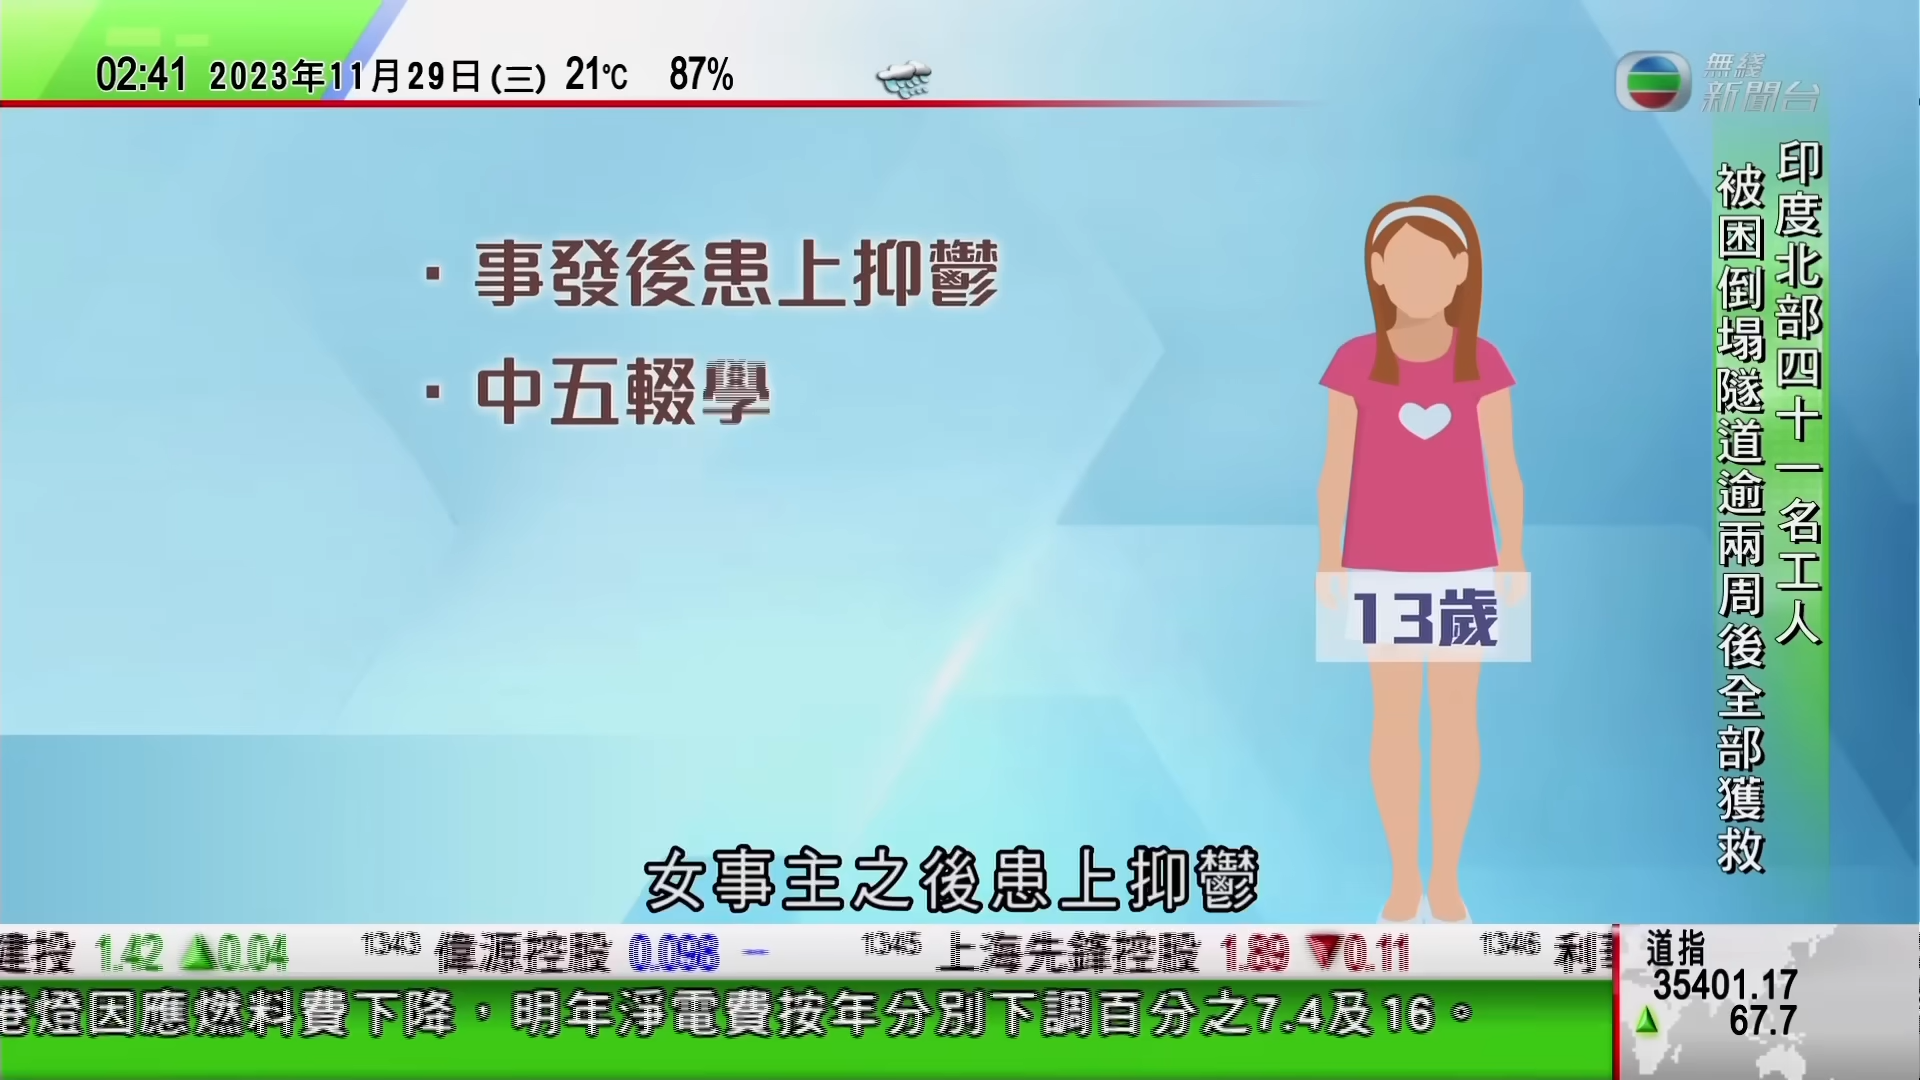 02:41 2023年11月29日(三) 21℃ 87%
無綫
新聞台
印度北部四十一名工人
被困倒塌隧道逾兩周後全部獲救
·事發後患上抑鬱
·中五輟學
13歲
女事主之後患上抑鬱
建投 1.42 ▲0.04 1343 偉源控股 0.098 – 1345 上海先鋒控股 1.89 ▼0.11 1346 利
港燈因應燃料費下降，明年淨電費按年分別下調百分之7.4及16。
道指
35401.17
▲ 67.7